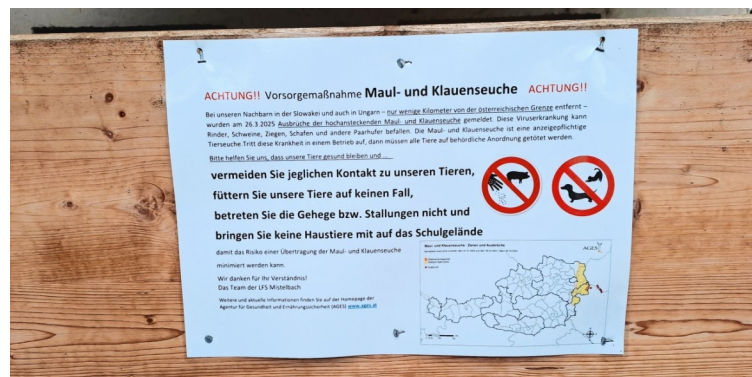 ACHTUNG!! Vorsorgemaßnahme Maul- und Klauenseuche ACHTUNG!!
Bei unseren Nachbarn in der Slowakei und auch in Ungarn – nur wenige Kilometer von der österreichischen Grenze entfernt –
wurden am 26.3.2025 Ausbrüche der hochansteckenden Maul- und Klauenseuche gemeldet. Diese Viruserkrankung kann
Rinder, Schweine, Ziegen, Schafen und andere Paarhufer befallen. Die Maul- und Klauenseuche ist eine anzeigepflichtige
Tierseuche.Tritt diese Krankheit in einem Betrieb auf, dann müssen alle Tiere auf behördliche Anordnung getötet werden.
Bitte helfen Sie uns, dass unsere Tiere gesund bleiben und ...
vermeiden Sie jeglichen Kontakt zu unseren Tieren,
füttern Sie unsere Tiere auf keinen Fall,
betreten Sie die Gehege bzw. Stallungen nicht und
bringen Sie keine Haustiere mit auf das Schulgelände
damit das Risiko einer Übertragung der Maul- und Klauenseuche
minimiert werden kann.
Wir danken für Ihr Verständnis!
Das Team der LFS Mistelbach
Weitere und aktuelle Informationen finden Sie auf der Homepage der
Agentur für Gesundheit und Ernährungssicherheit (AGES) www.ages.at
Maul- und Klauenseuche - Zonen und Ausbrüche
AGES